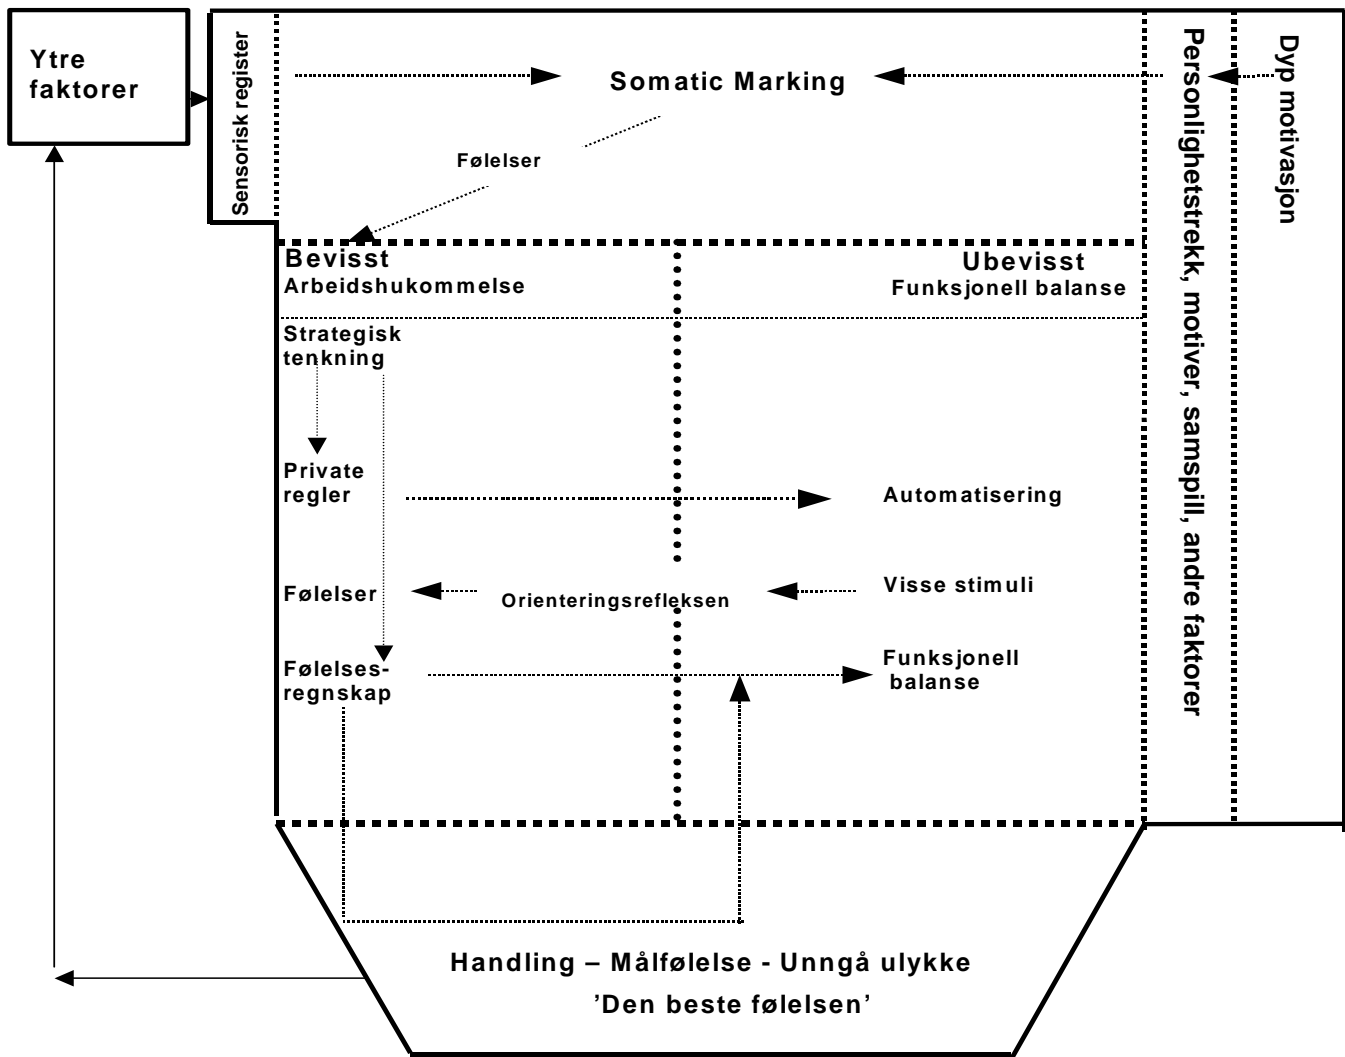 Ytre
faktorer
Sensorisk register
Somatic Marking
Følelser
Personlighetstrekk, motiver, samspill, andre faktorer
Dyp motivasjon
Bevisst
Arbeidshukommelse
Ubevisst
Funksjonell balanse
Strategisk
tenkning
Private
regler
Automatisering
Følelser
Orienteringsrefleksen
Visse stimuli
Følelses-
regnskap
Funksjonell
balanse
Handling – Målfølelse - Unngå ulykke
’Den beste følelsen’